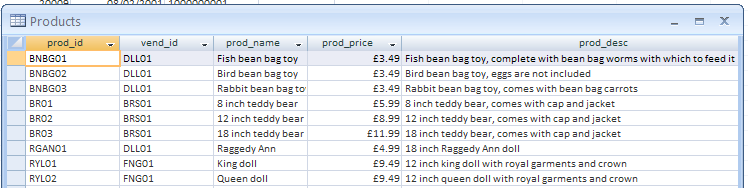 20009 08/02/2001 1000000001
Products
prod_id vend_id prod_name prod_price prod_desc
BNBG01 DLL01 Fish bean bag toy £3.49 Fish bean bag toy, complete with bean bag worms with which to feed it
BNBG02 DLL01 Bird bean bag toy £3.49 Bird bean bag toy, eggs are not included
BNBG03 DLL01 Rabbit bean bag to £3.49 Rabbit bean bag toy, comes with bean bag carrots
BR01 BRS01 8 inch teddy bear £5.99 8 inch teddy bear, comes with cap and jacket
BR02 BRS01 12 inch teddy bear £8.99 12 inch teddy bear, comes with cap and jacket
BR03 BRS01 18 inch teddy bear £11.99 18 inch teddy bear, comes with cap and jacket
RGAN01 DLL01 Raggedy Ann £4.99 18 inch Raggedy Ann doll
RYL01 FNG01 King doll £9.49 12 inch king doll with royal garments and crown
RYL02 FNG01 Queen doll £9.49 12 inch queen doll with royal garments and crown